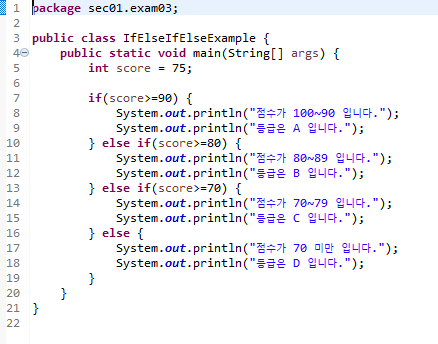 1 package sec01.exam03;
2
3 public class IfElseIfElseExample {
4 public static void main(String[] args) {
5 int score = 75;
6
7 if(score>=90) {
8 System.out.println("점수가 100~90 입니다.");
9 System.out.println("등급은 A 입니다.");
10 } else if(score>=80) {
11 System.out.println("점수가 80~89 입니다.");
12 System.out.println("등급은 B 입니다.");
13 } else if(score>=70) {
14 System.out.println("점수가 70~79 입니다.");
15 System.out.println("등급은 C 입니다.");
16 } else {
17 System.out.println("점수가 70 미만 입니다.");
18 System.out.println("등급은 D 입니다.");
19 }
20 }
21 }
22